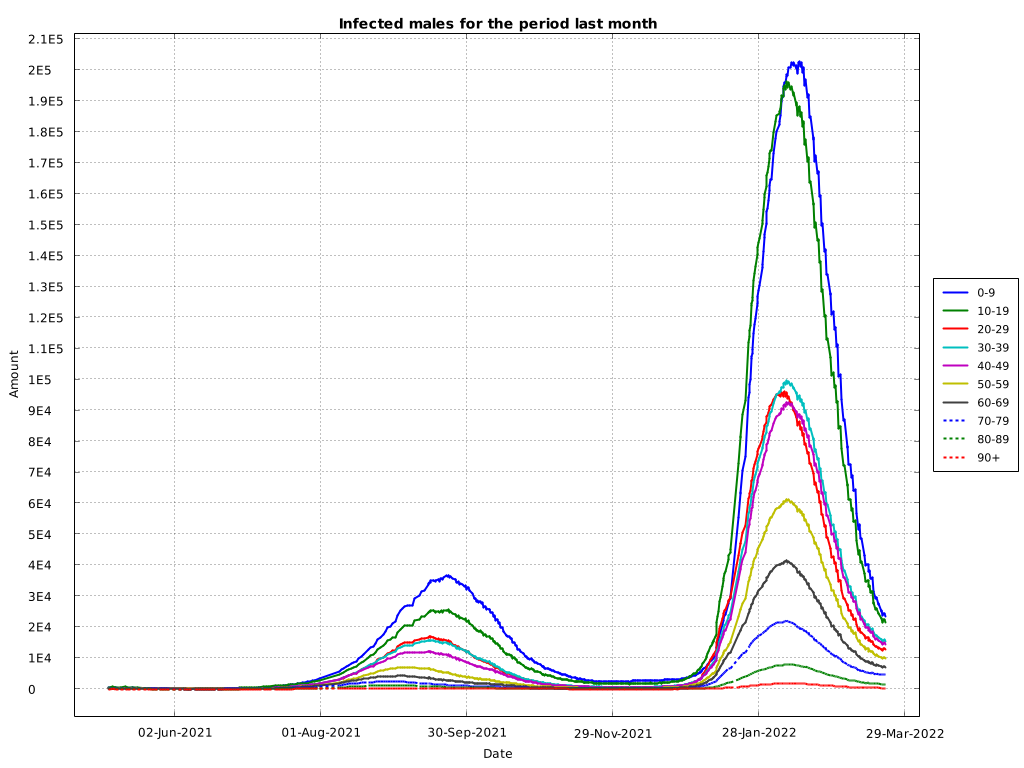 Infected males for the period last month
2.1E5
2E5
1.9E5
1.8E5
1.7E5
1.6E5
1.5E5
1.4E5
1.3E5
1.2E5
1.1E5
1E5
9E4
8E4
7E4
6E4
5E4
4E4
3E4
2E4
1E4
0
Amount
02-Jun-2021
01-Aug-2021
30-Sep-2021
29-Nov-2021
28-Jan-2022
29-Mar-2022
Date
0-9
10-19
20-29
30-39
40-49
50-59
60-69
70-79
80-89
90+